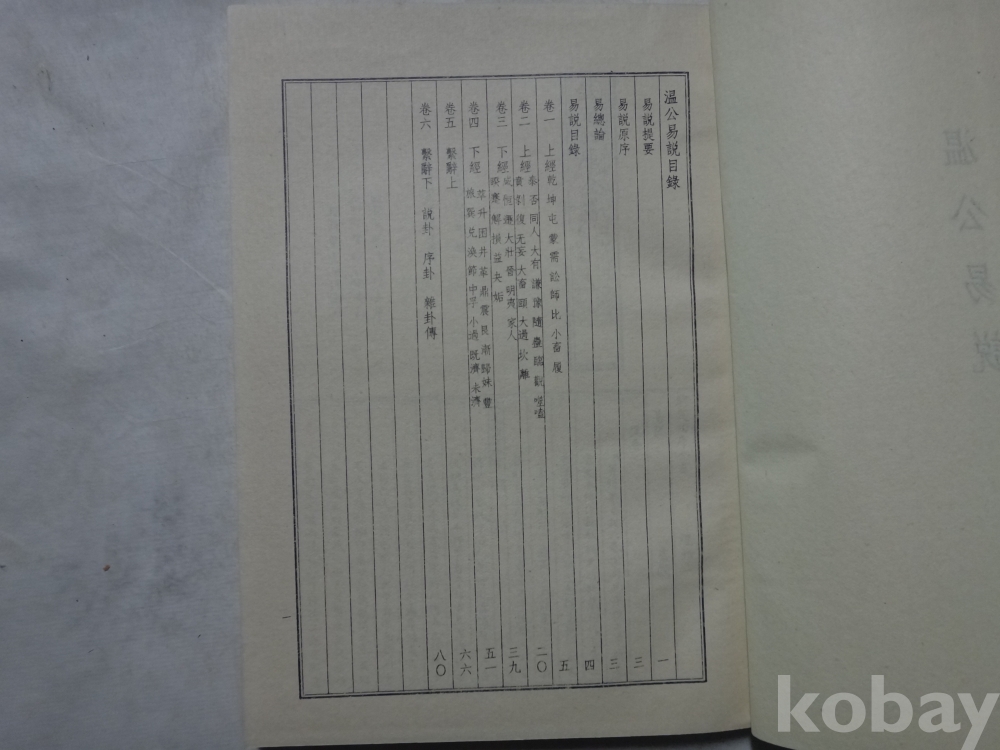 溫公易說目錄
易說提要
易說原序
易總論
易說目錄
卷一 上經 乾坤屯蒙需訟師比小畜履
泰否同人大有謙豫隨蠱臨觀噬嗑
卷二 上經 賁剝復无妄大畜頤大過坎離
卷三 下經 咸恒遯大壯晉明夷家人
睽蹇解損益夬姤
卷四 下經 萃升困井革鼎震艮漸歸妹豐
旅巽兌渙節中孚小過既濟未濟
卷五 繫辭上
卷六 繫辭下 說卦 序卦 雜卦傳
一
三
三
四
五
二〇
三九
五一
六六
八〇
一
溫公易說
kobay